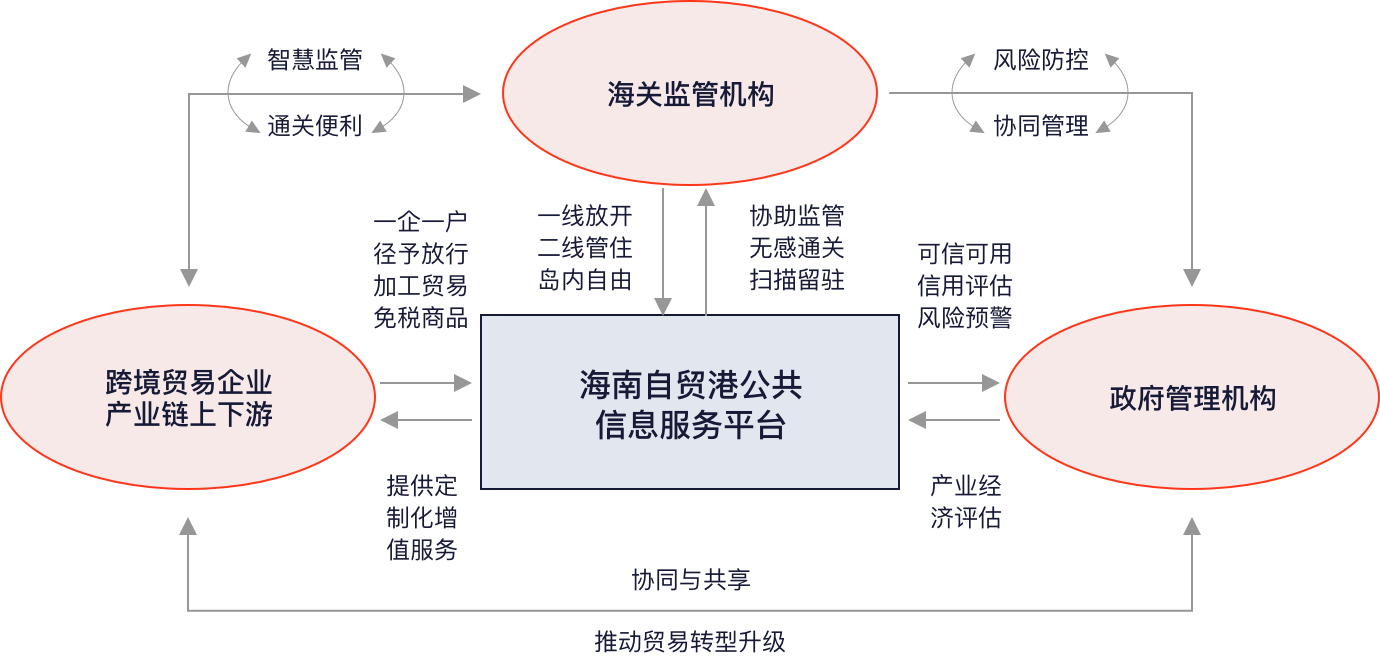 智慧监管
通关便利
海关监管机构
风险防控
协同管理
一企一户
径予放行
加工贸易
免税商品
一线放开
二线管住
岛内自由
协助监管
无感通关
扫描留驻
可信可用
信用评估
风险预警
跨境贸易企业
产业链上下游
海南自贸港公共
信息服务平台
政府管理机构
提供定
制化增
值服务
产业经
济评估
协同与共享
推动贸易转型升级